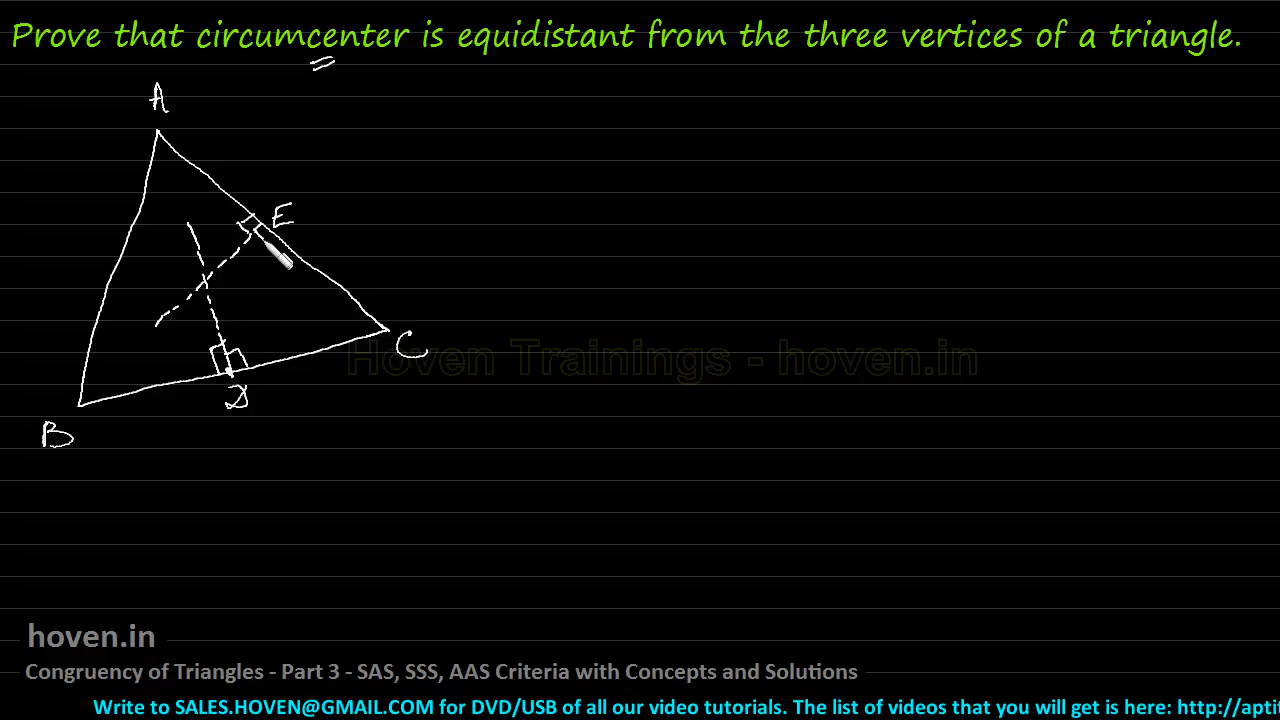 Prove that circumcenter is equidistant from the three vertices of a triangle.
A
E
C
Hoven Trainings - hoven.in
D
B
hoven.in
Congruency of Triangles - Part 3 - SAS, SSS, AAS Criteria with Concepts and Solutions
Write to SALES.HOVEN@GMAIL.COM for DVD/USB of all our video tutorials. The list of videos that you will get is here: http://apti